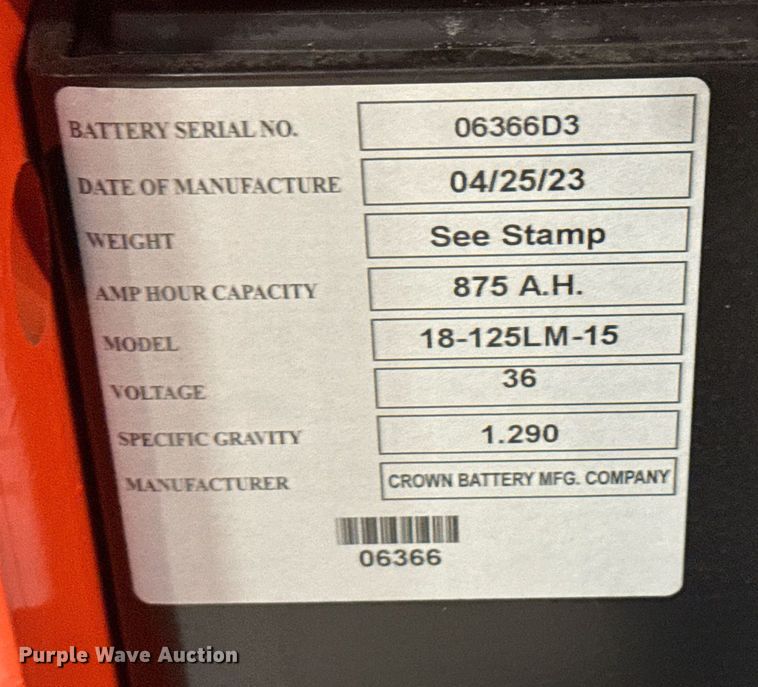 BATTERY SERIAL NO. 06366D3
DATE OF MANUFACTURE 04/25/23
WEIGHT See Stamp
AMP HOUR CAPACITY 875 A.H.
MODEL 18-125LM-15
VOLTAGE 36
SPECIFIC GRAVITY 1.290
MANUFACTURER CROWN BATTERY MFG. COMPANY
06366
Purple Wave Auction